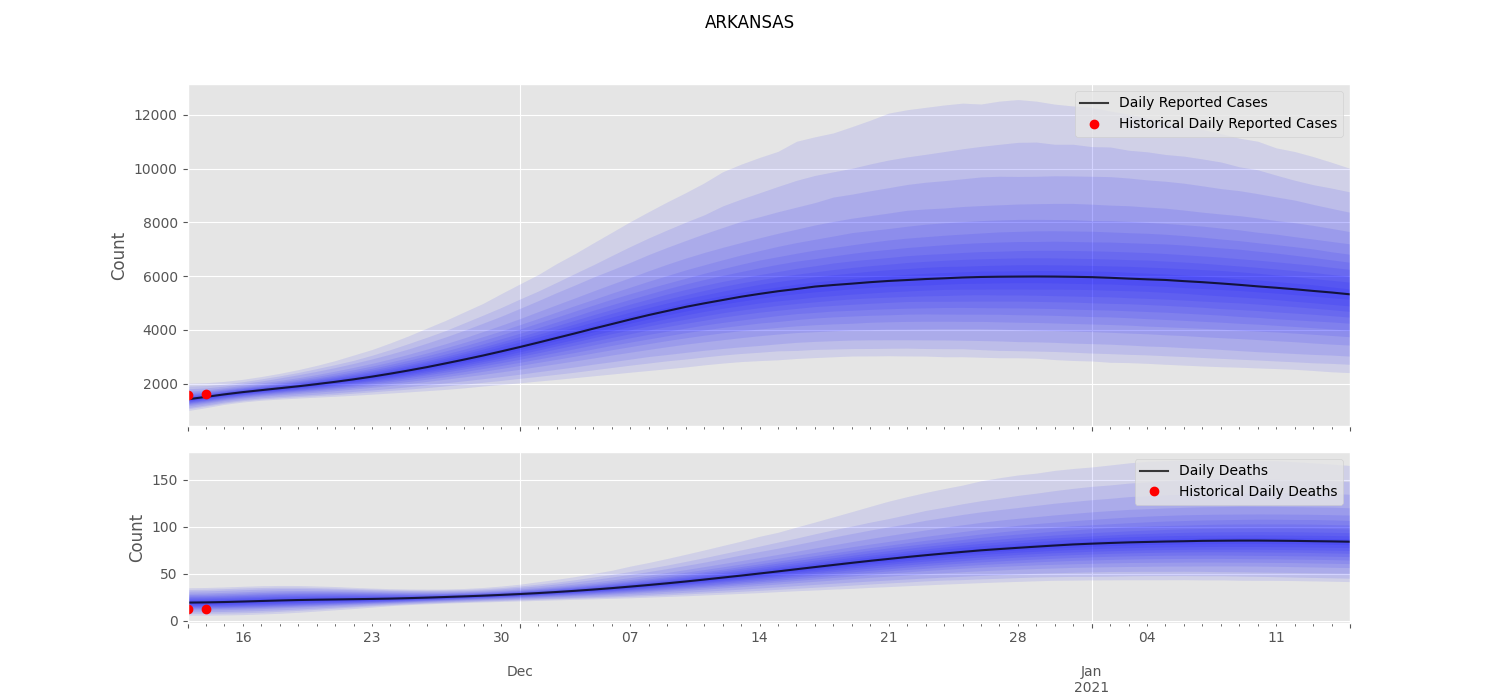 ARKANSAS
Daily Reported Cases
Historical Daily Reported Cases
12000
10000
8000
6000
4000
2000
Count
Daily Deaths
Historical Daily Deaths
150
100
50
0
Count
16 23 30 07 14 21 28 04 11
Dec Jan
2021